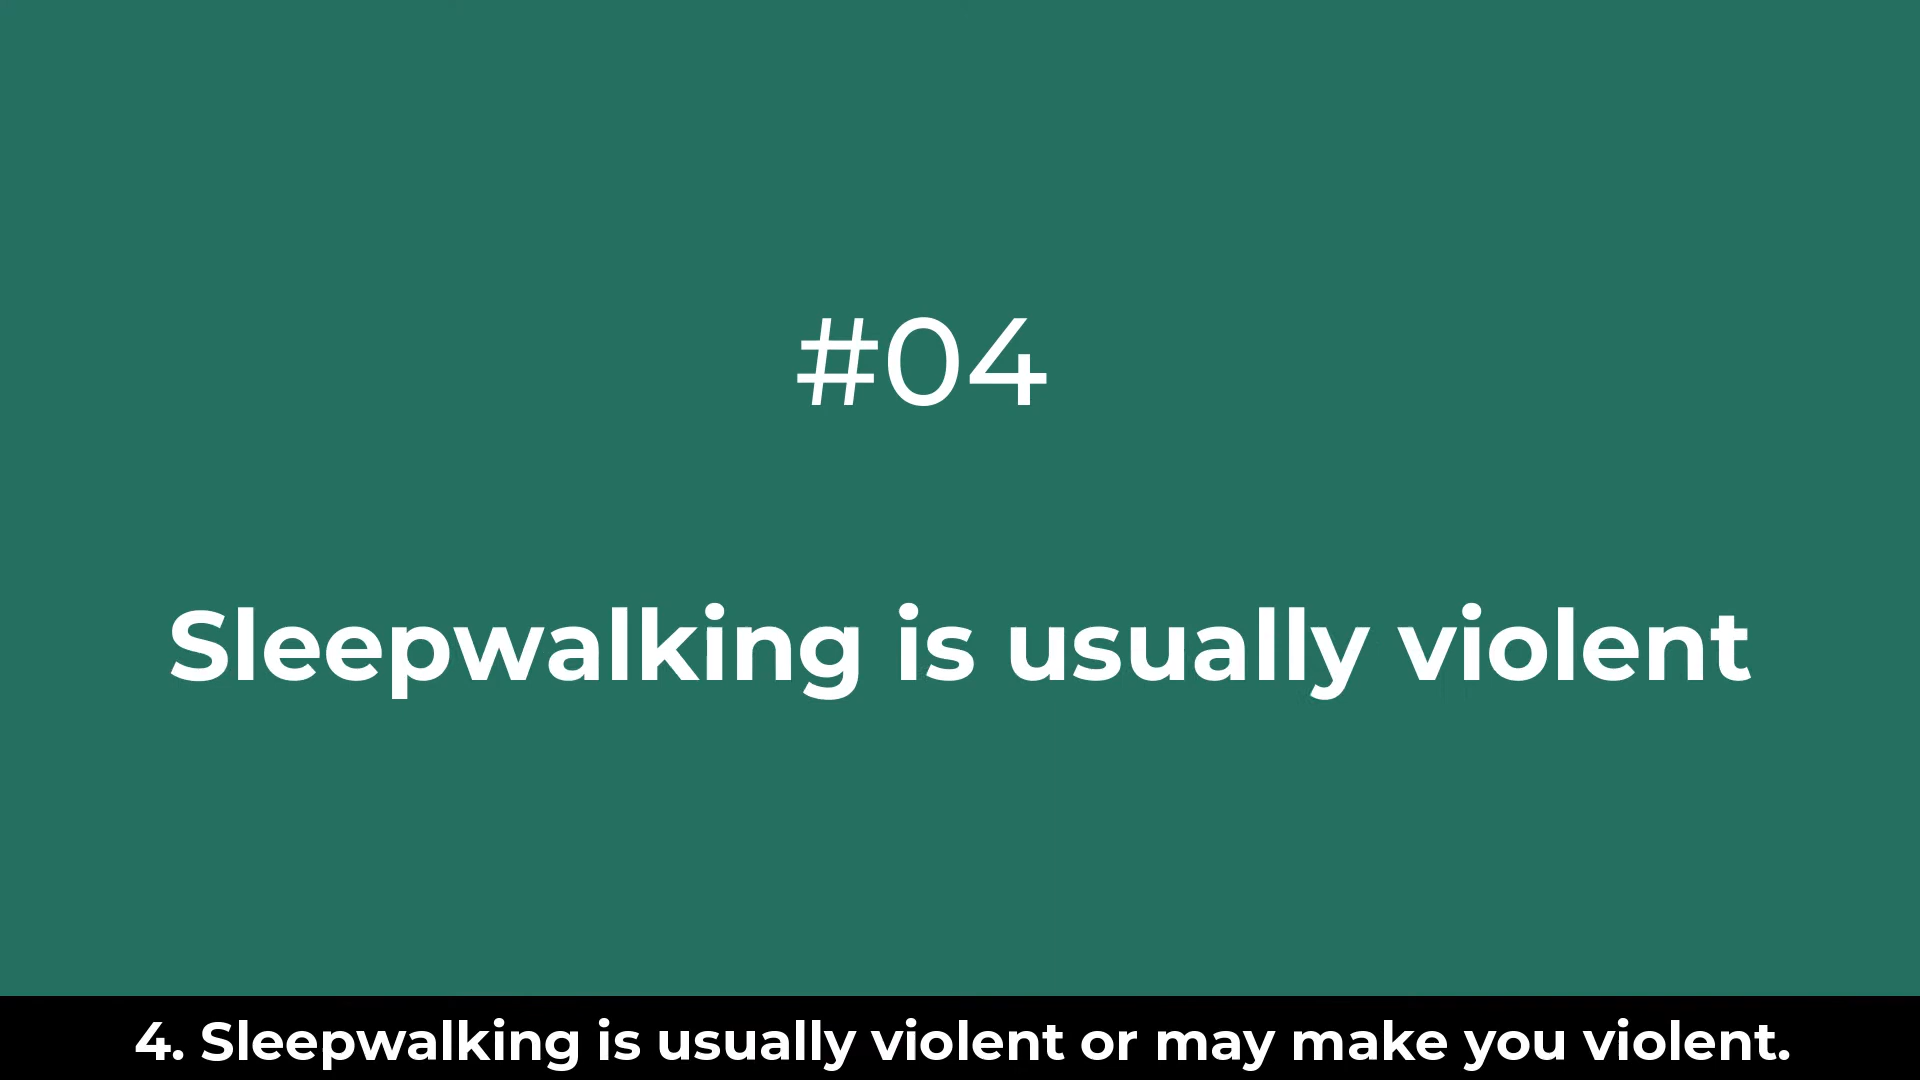 #04
Sleepwalking is usually violent
4. Sleepwalking is usually violent or may make you violent.